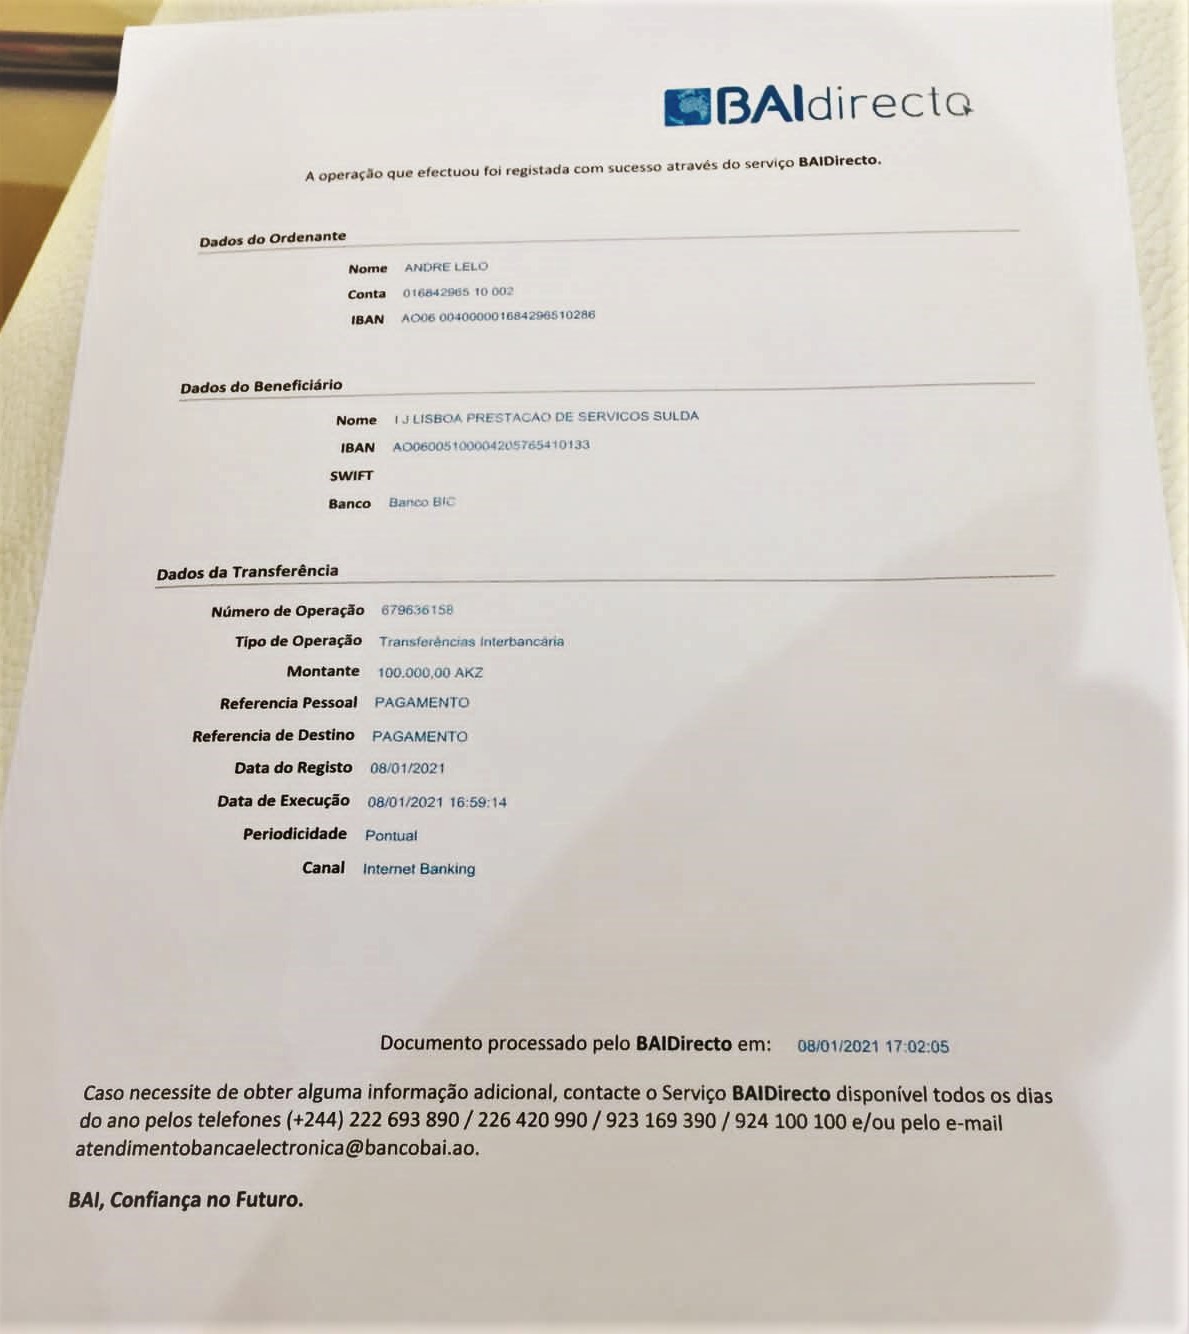 BAIdirecto
A operação que efectuou foi registada com sucesso através do serviço BAIDirecto.
Dados do Ordenante
Nome ANDRE LELO
Conta 016842965 10 002
IBAN AO06 004000001684296510286
Dados do Beneficiário
Nome I J LISBOA PRESTACAO DE SERVICOS SULDA
IBAN AO06005100004205765410133
SWIFT
Banco Banco BIC
Dados da Transferência
Número de Operação 679636158
Tipo de Operação Transferências Interbancária
Montante 100.000,00 AKZ
Referencia Pessoal PAGAMENTO
Referencia de Destino PAGAMENTO
Data do Registo 08/01/2021
Data de Execução 08/01/2021 16:59:14
Periodicidade Pontual
Canal Internet Banking
Documento processado pelo BAIDirecto em: 08/01/2021 17:02:05
Caso necessite de obter alguma informação adicional, contacte o Serviço BAIDirecto disponível todos os dias
do ano pelos telefones (+244) 222 693 890 / 226 420 990 / 923 169 390 / 924 100 100 e/ou pelo e-mail
atendimentobancaelectronica@bancobai.ao.
BAI, Confiança no Futuro.